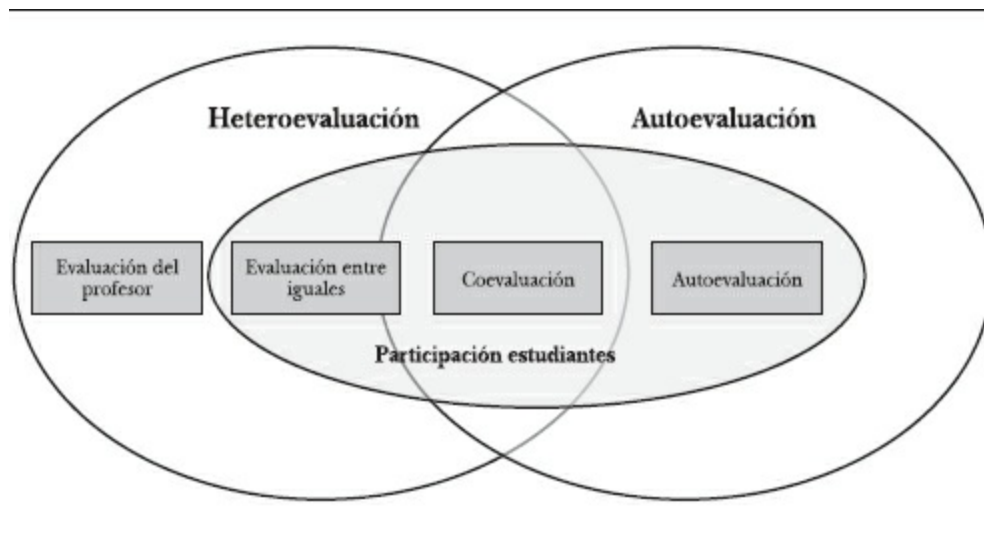 Heteroevaluación
Autoevaluación
Evaluación del
profesor
Evaluación entre
iguales
Coevaluación
Autoevaluación
Participación estudiantes